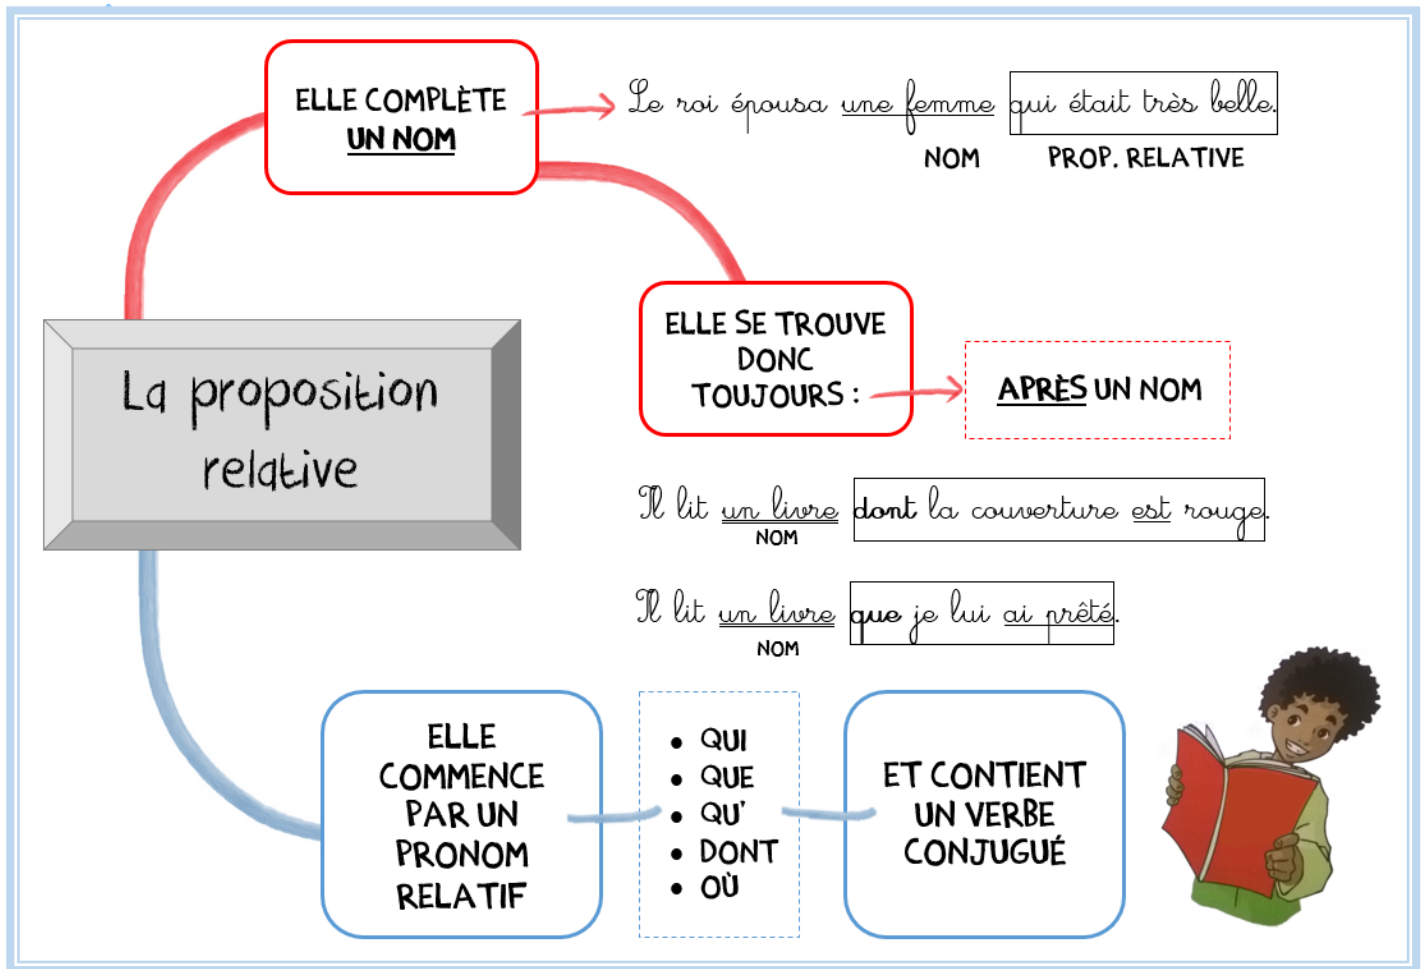 ELLE COMPLÈTE
UN NOM
Le roi épousa une femme qui était très belle.
NOM PROP. RELATIVE
ELLE SE TROUVE
DONC
TOUJOURS :
APRÈS UN NOM
La proposition
relative
Il lit un livre dont la couverture est rouge.
NOM
Il lit un livre que je lui ai prêté.
NOM
ELLE
COMMENCE
PAR UN
PRONOM
RELATIF
• QUI
• QUE
• QU'
• DONT
• OÙ
ET CONTIENT
UN VERBE
CONJUGUÉ